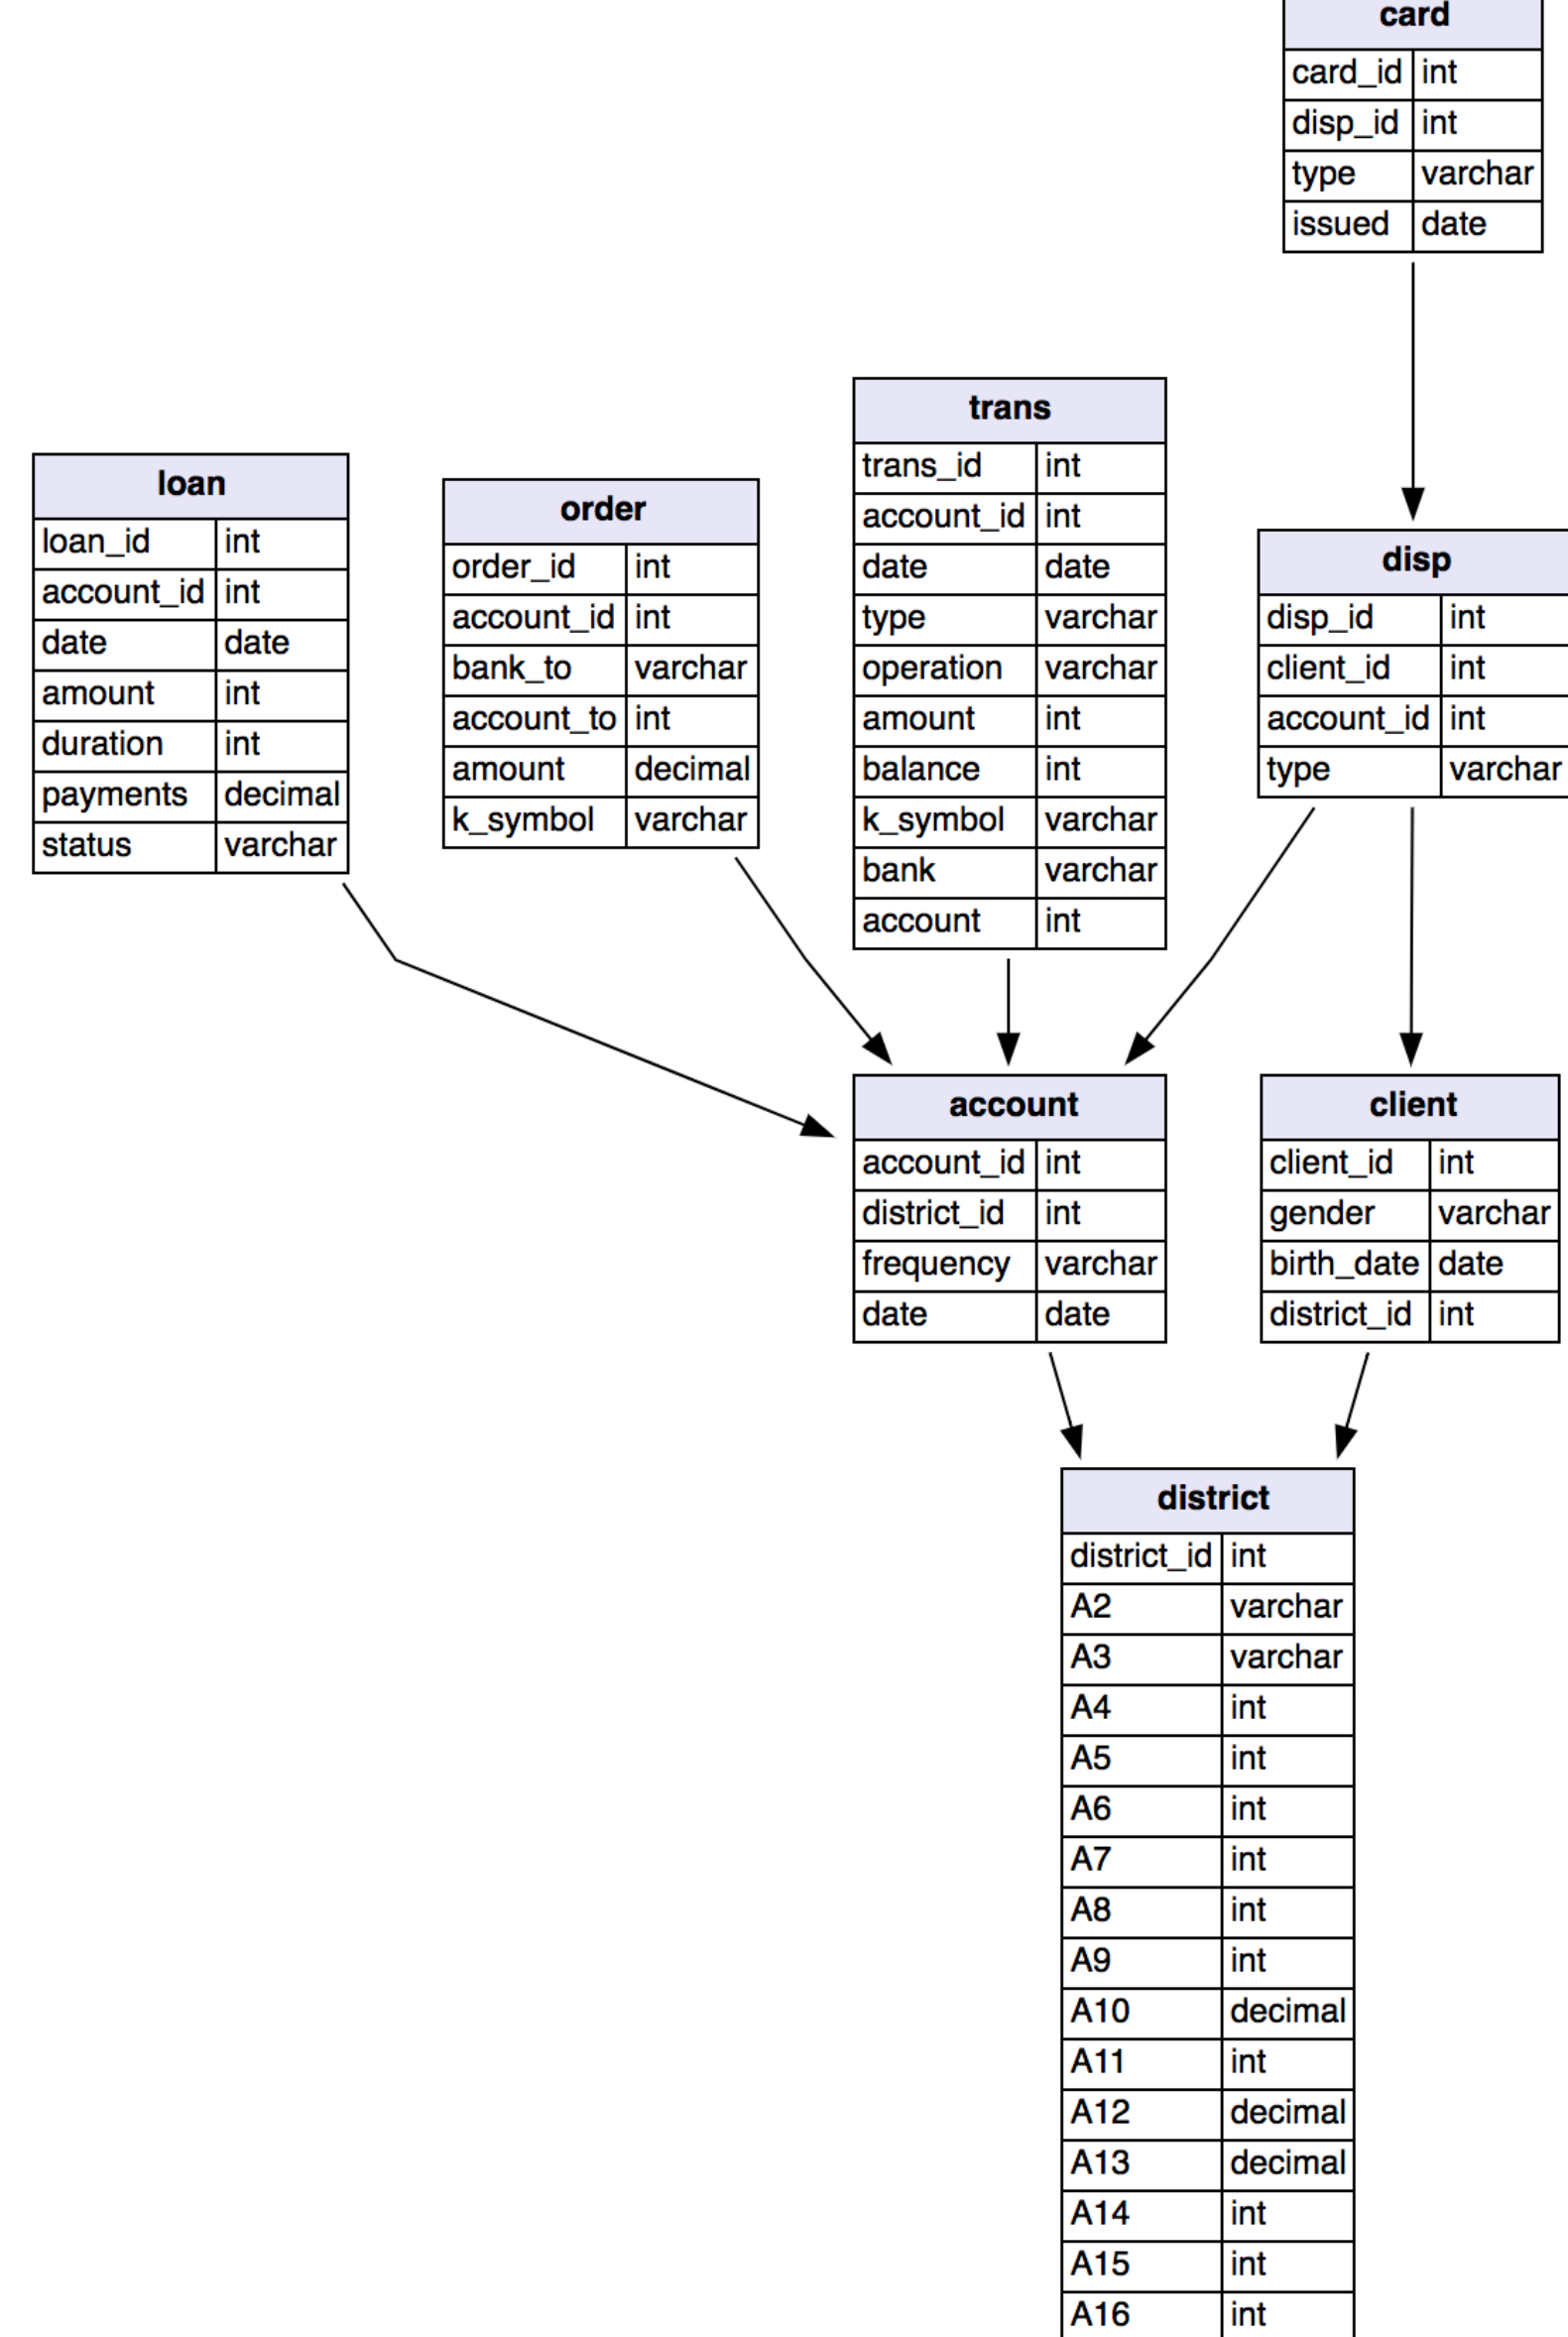 card
card_id int
disp_id int
type varchar
issued date
trans
trans_id int
account_id int
date date
type varchar
operation varchar
amount int
balance int
k_symbol varchar
bank varchar
account int
loan
loan_id int
account_id int
date date
amount int
duration int
payments decimal
status varchar
order
order_id int
account_id int
bank_to varchar
account_to int
amount decimal
k_symbol varchar
disp
disp_id int
client_id int
account_id int
type varchar
account
account_id int
district_id int
frequency varchar
date date
client
client_id int
gender varchar
birth_date date
district_id int
district
district_id int
A2 varchar
A3 varchar
A4 int
A5 int
A6 int
A7 int
A8 int
A9 int
A10 decimal
A11 int
A12 decimal
A13 decimal
A14 int
A15 int
A16 int